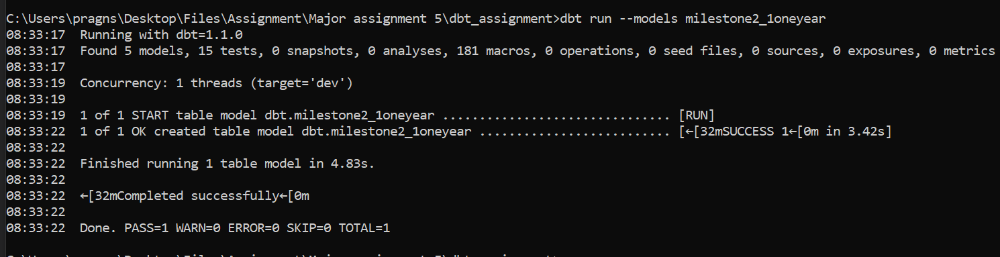 C:\Users\pragns\Desktop\Files\Assignment\Major assignment 5\dbt_assignment>dbt run --models milestone2_1oneyear
08:33:17  Running with dbt=1.1.0
08:33:17  Found 5 models, 15 tests, 0 snapshots, 0 analyses, 181 macros, 0 operations, 0 seed files, 0 sources, 0 exposures, 0 metrics
08:33:17
08:33:19  Concurrency: 1 threads (target='dev')
08:33:19
08:33:19  1 of 1 START table model dbt.milestone2_1oneyear ............................... [RUN]
08:33:22  1 of 1 OK created table model dbt.milestone2_1oneyear .......................... [←[32mSUCCESS 1←[0m in 3.42s]
08:33:22
08:33:22  Finished running 1 table model in 4.83s.
08:33:22
08:33:22  ←[32mCompleted successfully←[0m
08:33:22
08:33:22  Done. PASS=1 WARN=0 ERROR=0 SKIP=0 TOTAL=1